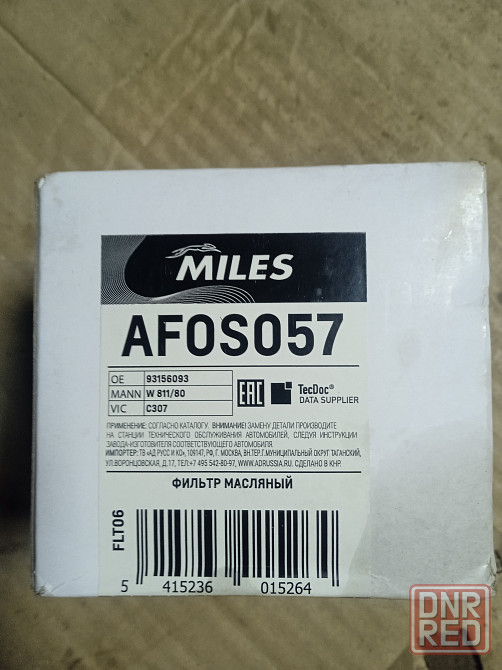 MILES
AFOS057
OE 93156093
MANN W 811/80
VIC C307
EAC
TecDoc®
DATA SUPPLIER
ПРИМЕНЕНИЕ: СОГЛАСНО КАТАЛОГУ. ВНИМАНИЕ! ЗАМЕНУ ДЕТАЛИ ПРОИЗВОДИТЕ
НА СТАНЦИИ ТЕХНИЧЕСКОГО ОБСЛУЖИВАНИЯ АВТОМОБИЛЕЙ, СЛЕДУЯ ИНСТРУКЦИИ
ЗАВОДА-ИЗГОТОВИТЕЛЯ СООТВЕТСТВУЮЩЕГО АВТОМОБИЛЯ.
ИМПОРТЕР: ТВ «АД РУСС И КО», 109147, РФ, Г. МОСКВА, ВН.ТЕР.Г.МУНИЦИПАЛЬНЫЙ ОКРУГ ТАГАНСКИЙ,
УЛ.ВОРОНЦОВСКАЯ, Д.17, ТЕЛ:+7 495 542-80-97, WWW.ADRUSSIA.RU. СДЕЛАНО В КНР.
ФИЛЬТР МАСЛЯНЫЙ
FLT06
5 415236 015264
DNR
RED